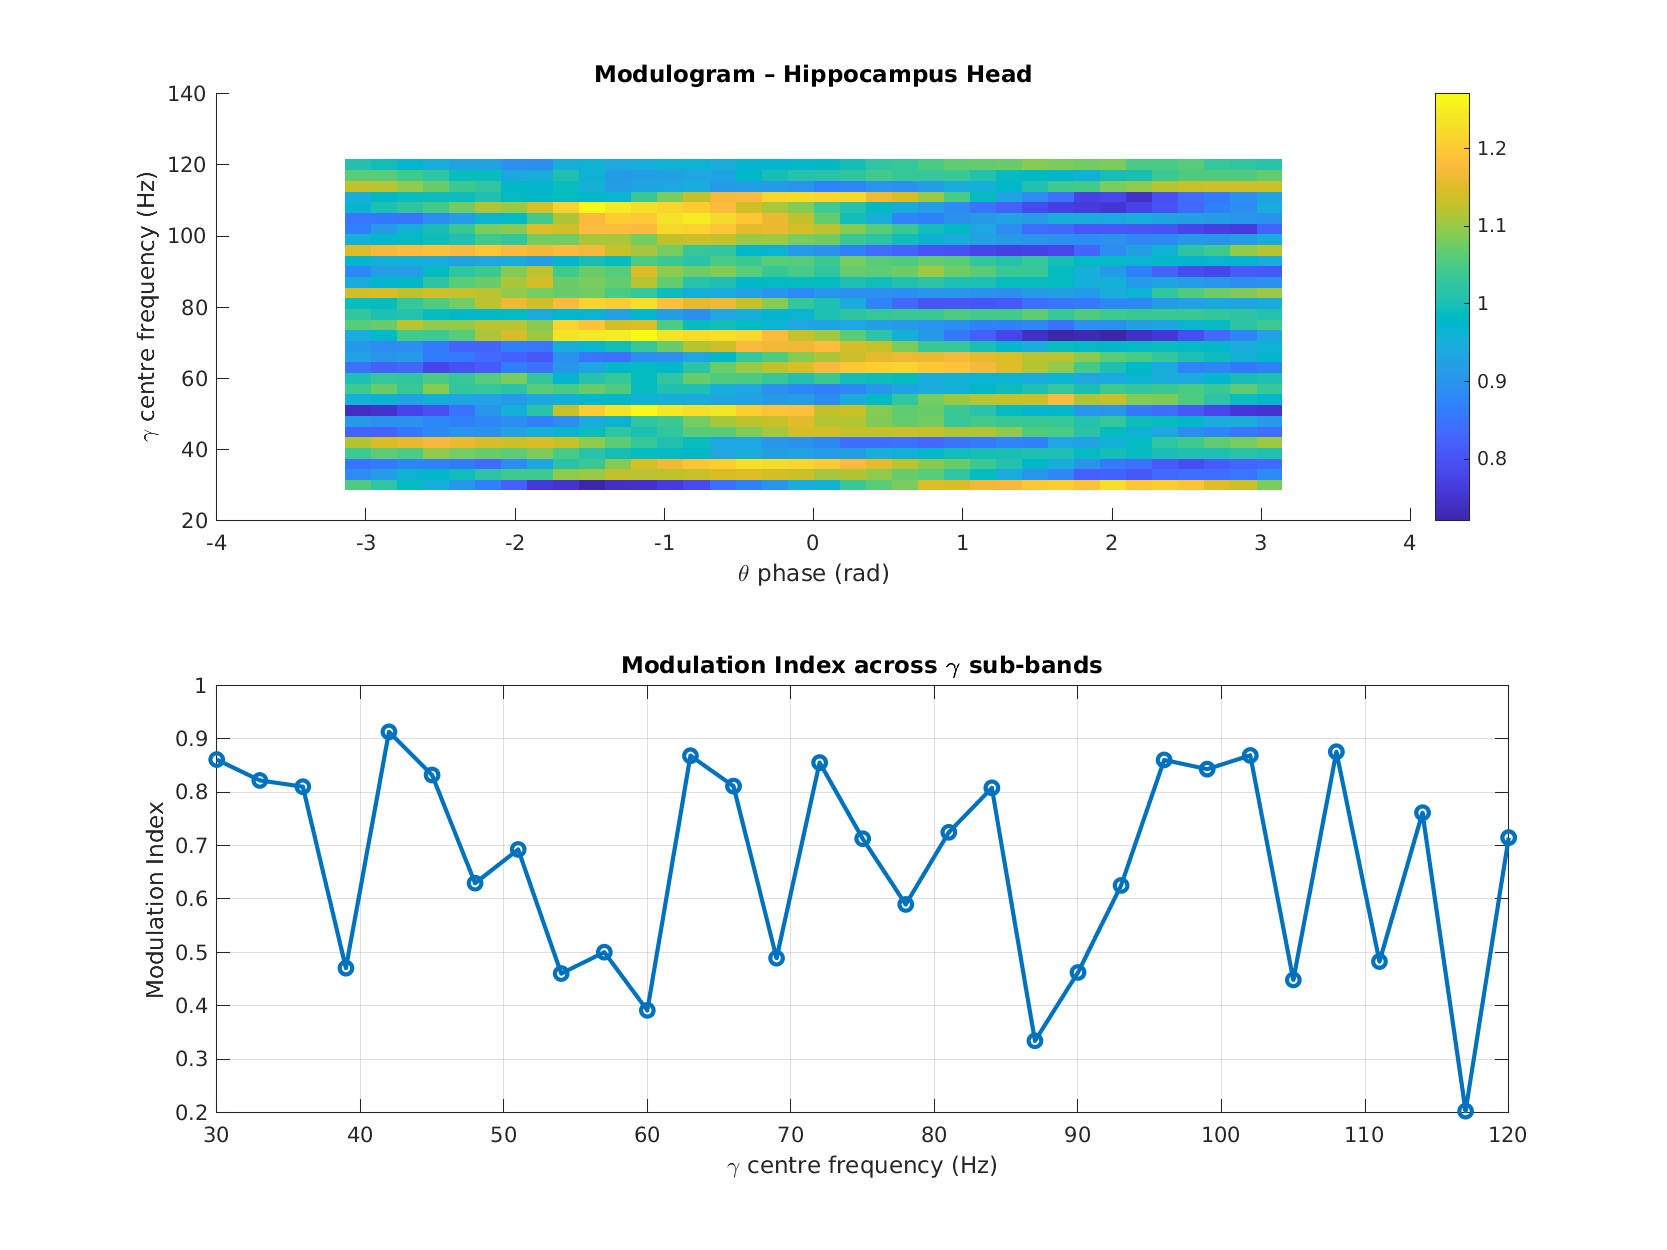 Modulogram – Hippocampus Head
140
120
100
80
60
40
20
γ centre frequency (Hz)
-4 -3 -2 -1 0 1 2 3 4
θ phase (rad)
1.2
1.1
1
0.9
0.8
Modulation Index across γ sub-bands
1
0.9
0.8
0.7
0.6
0.5
0.4
0.3
0.2
Modulation Index
30 40 50 60 70 80 90 100 110 120
γ centre frequency (Hz)